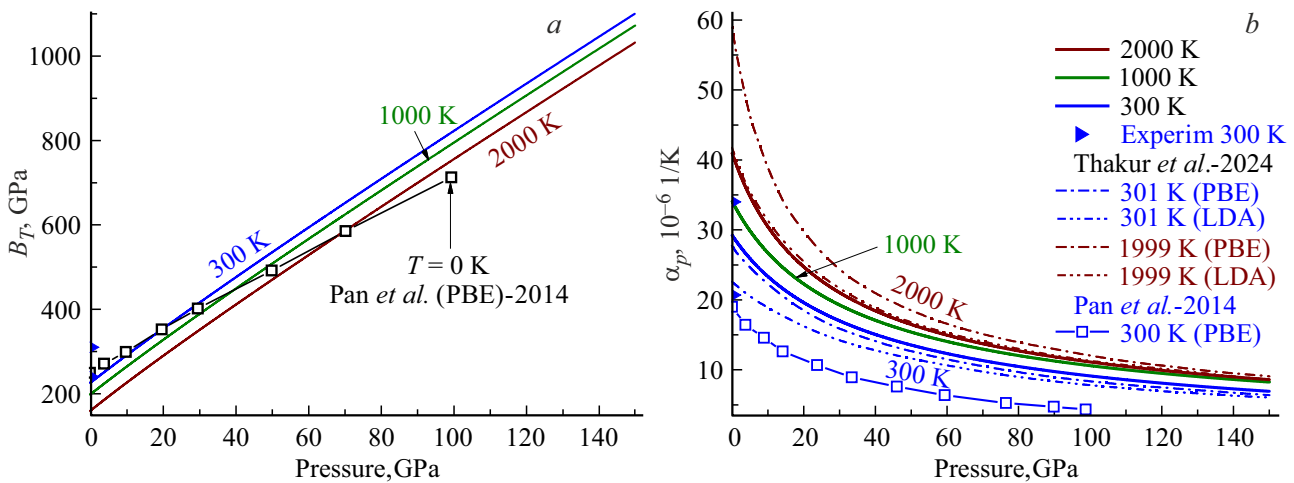 a
B_T, GPa
1000
800
600
400
200
0
20
40
60
80
100
120
140
Pressure,GPa
1000 K
2000 K
300 K
T = 0 K
Pan et al. (PBE)-2014
b
α_p, 10⁻⁶ 1/K
60
50
40
30
20
10
0
20
40
60
80
100
120
140
Pressure,GPa
2000 K
1000 K
300 K
Experim 300 K
Thakur et al.-2024
301 K (PBE)
301 K (LDA)
1999 K (PBE)
1999 K (LDA)
Pan et al.-2014
300 K (PBE)
1000 K
2000 K
300 K